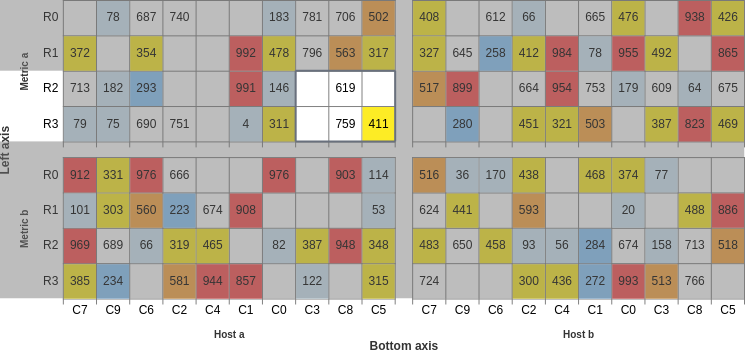 R0 78 687 740 183 781 706 502 408 612 66 665 476 938 426
R1 372 354 992 478 796 563 317 327 645 258 412 984 78 955 492 865
R2 713 182 293 991 146 619 517 899 664 954 753 179 609 64 675
R3 79 75 690 751 4 311 759 411 280 451 321 503 387 823 469
Metric a
Left axis
R0 912 331 976 666 976 903 114 516 36 170 438 468 374 77
R1 101 303 560 223 674 908 53 624 441 593 20 488 886
R2 969 689 66 319 465 82 387 948 348 483 650 458 93 56 284 674 158 713 518
R3 385 234 581 944 857 122 315 724 300 436 272 993 513 766
Metric b
C7 C9 C6 C2 C4 C1 C0 C3 C8 C5 C7 C9 C6 C2 C4 C1 C0 C3 C8 C5
Host a Host b
Bottom axis